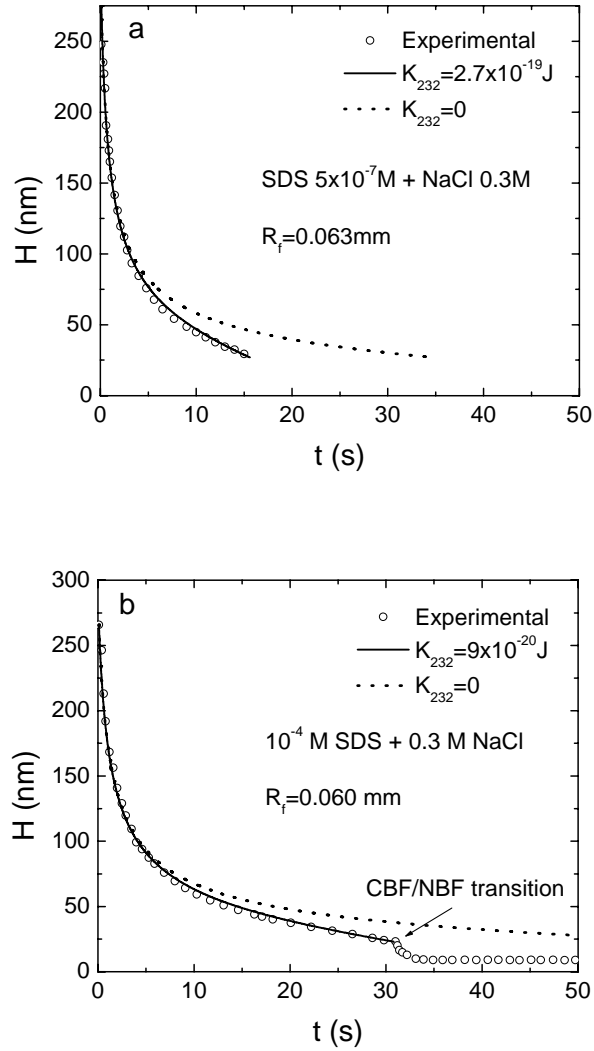 a
Experimental
K₂₃₂=2.7x10⁻¹⁹J
K₂₃₂=0
SDS 5x10⁻⁷M + NaCl 0.3M
R_f=0.063mm
250
200
150
100
50
0
H (nm)
0 10 20 30 40 50
t (s)
b
Experimental
K₂₃₂=9x10⁻²⁰J
K₂₃₂=0
10⁻⁴ M SDS + 0.3 M NaCl
R_f=0.060 mm
CBF/NBF transition
300
250
200
150
100
50
0
H (nm)
0 10 20 30 40 50
t (s)